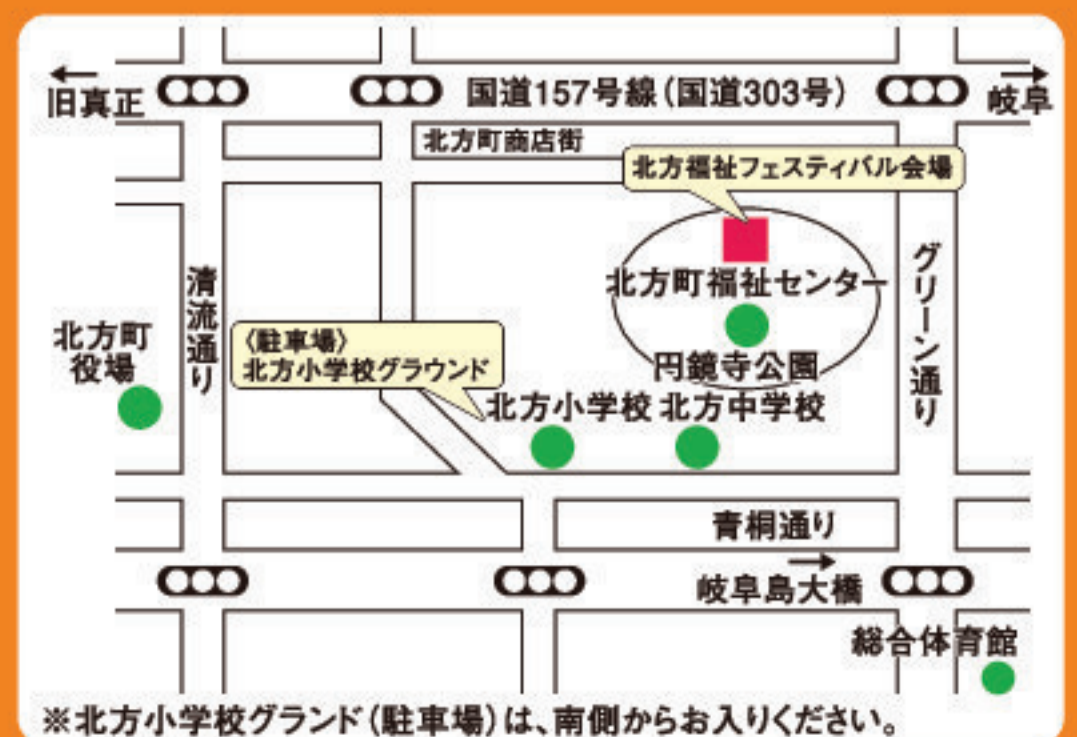 旧真正
国道157号線(国道303号)
岐阜
北方町商店街
北方福祉フェスティバル会場
北方町福祉センター
円鏡寺公園
清流通り
グリーン通り
北方町
役場
〈駐車場〉
北方小学校グラウンド
北方小学校
北方中学校
青桐通り
岐阜島大橋
総合体育館
※北方小学校グランド(駐車場)は、南側からお入りください。